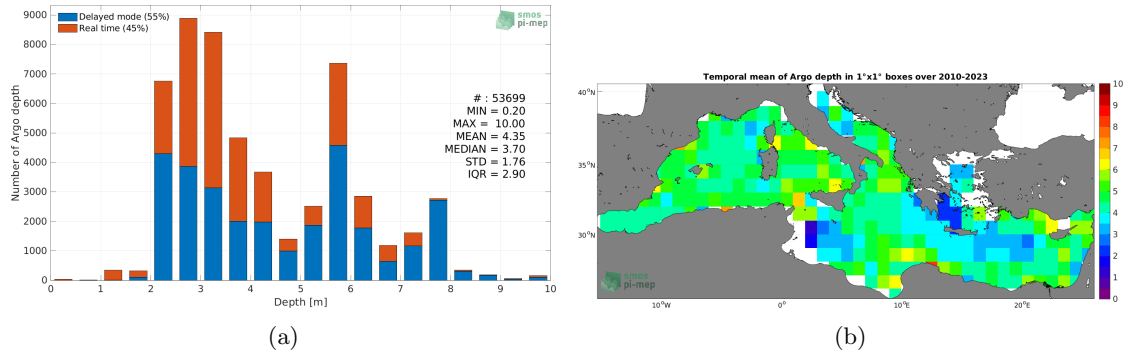 Delayed mode (55%)
Real time (45%)
smos
pi-mep
9000
8000
7000
6000
5000
4000
3000
2000
1000
0
Number of Argo depth
# : 53699
MIN = 0.20
MAX = 10.00
MEAN = 4.35
MEDIAN = 3.70
STD = 1.76
IQR = 2.90
0 1 2 3 4 5 6 7 8 9 10
Depth [m]
(a)
Temporal mean of Argo depth in 1°x1° boxes over 2010-2023
40°N
35°N
30°N
10°W 0° 10°E 20°E
10
9
8
7
6
5
4
3
2
1
0
smos
pi-mep
(b)